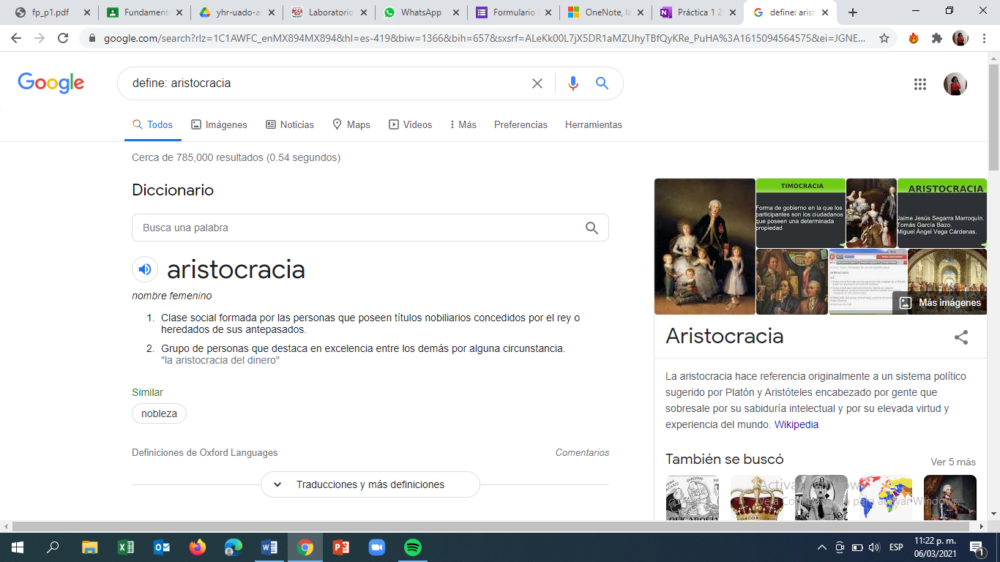 fp_p1.pdf
Fundament
yhr-uado-a
Laboratorio
WhatsApp
Formulario
OneNote, la
Práctica 1 2
define: arist
google.com/search?rlz=1C1AWFC_enMX894MX894&hl=es-419&biw=1366&bih=657&sxsrf=ALeKk00L7jX5DR1aMZUhyTBfQyKRe_PuHA%3A1615094564575&ei=JGNE...
Google
define: aristocracia
Todos
Imágenes
Noticias
Maps
Videos
Más
Preferencias
Herramientas
Cerca de 785,000 resultados (0.54 segundos)
Diccionario
Busca una palabra
aristocracia
nombre femenino
1. Clase social formada por las personas que poseen títulos nobiliarios concedidos por el rey o
heredados de sus antepasados.
2. Grupo de personas que destaca en excelencia entre los demás por alguna circunstancia.
"la aristocracia del dinero"
Similar
nobleza
Definiciones de Oxford Languages
Comentarios
Traducciones y más definiciones
TIMOCRACIA
Forma de gobierno en la que los
participantes son los ciudadanos
que poseen una determinada
propiedad
ARISTOCRACIA
Jaime Jesús Segarra Marroquín.
Tomás García Bazo.
Miguel Ángel Vega Cárdenas.
Más imágenes
Aristocracia
La aristocracia hace referencia originalmente a un sistema político
sugerido por Platón y Aristóteles encabezado por gente que
sobresale por su sabiduría intelectual y por su elevada virtud y
experiencia del mundo. Wikipedia
También se buscó
Ver 5 más
Activar Windows
Ve a para activar Windows.
ESP
11:22 p. m.
06/03/2021
1